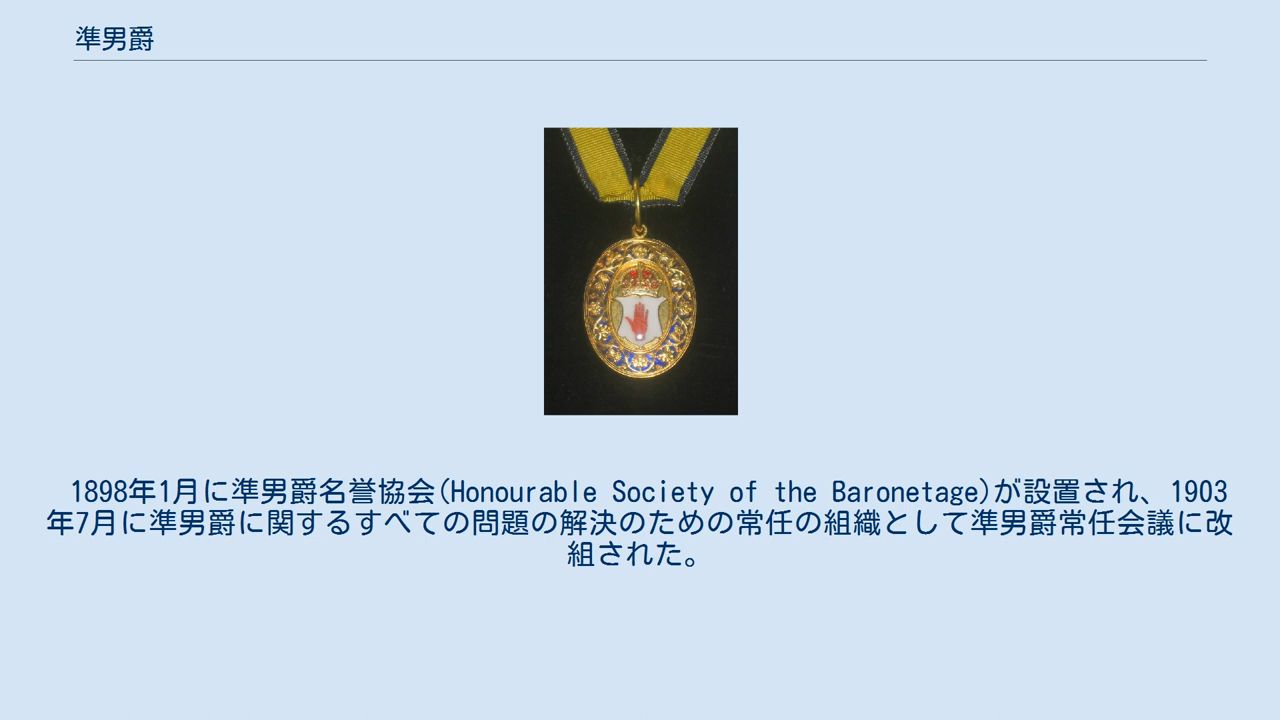 準男爵
1898年1月に準男爵名誉協会(Honourable Society of the Baronetage)が設置され、1903
年7月に準男爵に関するすべての問題の解決のための常任の組織として準男爵常任会議に改
組された。